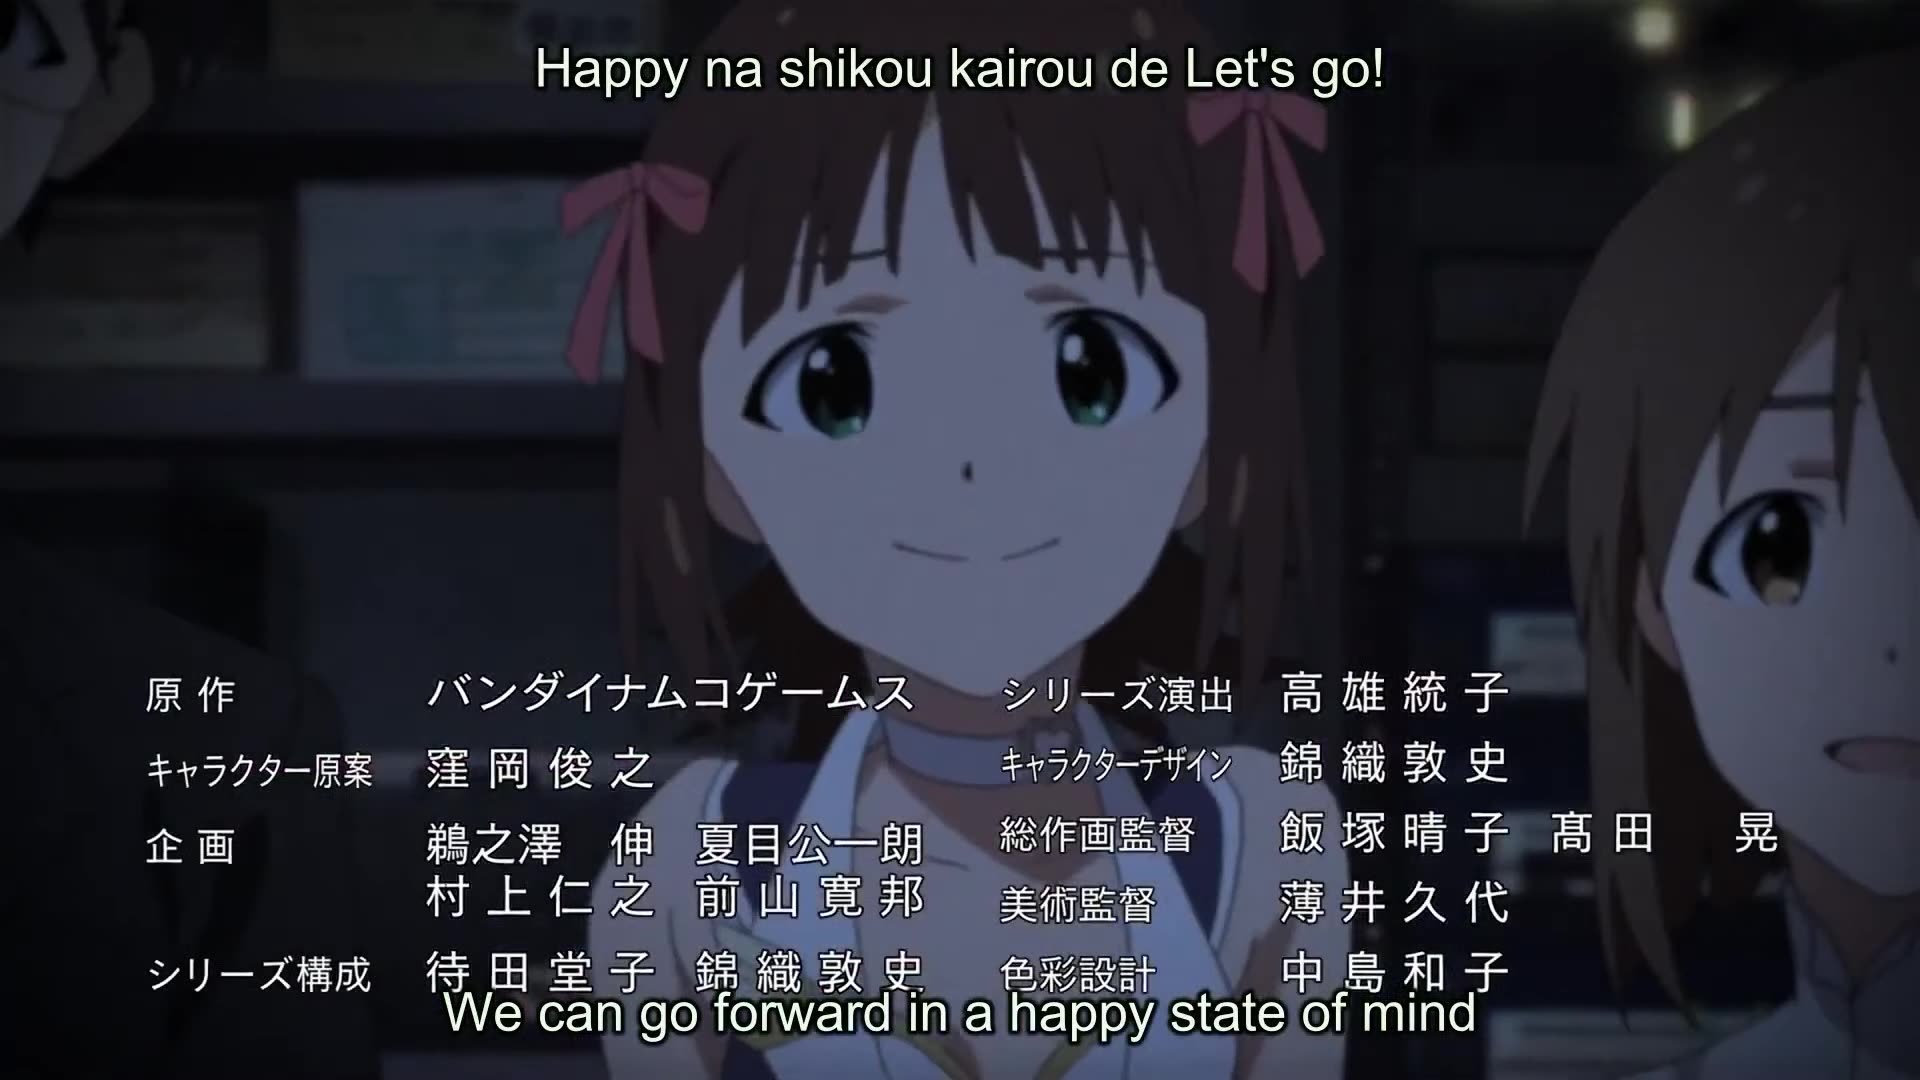 Happy na shikou kairou de Let's go!
原作 バンダイナムコゲームス
キャラクター原案 窪岡俊之
企画 鵜之澤 伸 夏目公一朗
村上仁之 前山寛邦
シリーズ構成 待田堂子 錦織敦史
シリーズ演出 高雄統子
キャラクターデザイン 錦織敦史
総作画監督 飯塚晴子 髙田 晃
美術監督 薄井久代
色彩設計 中島和子
We can go forward in a happy state of mind